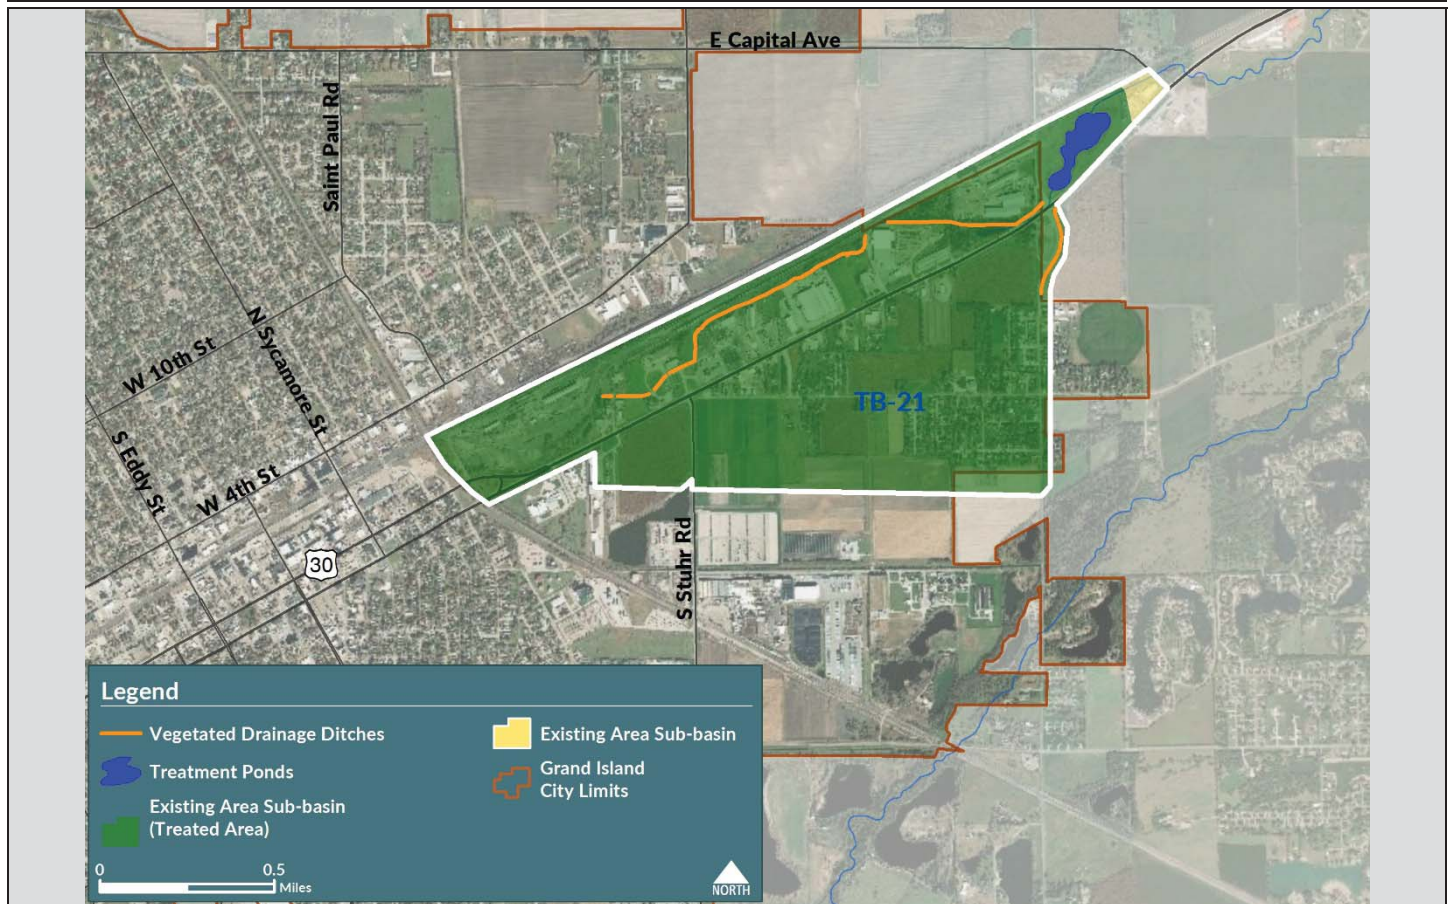 E Capital Ave
Saint Paul Rd
W 10th St
N Sycamore St
S Eddy St
W 4th St
30
TB-21
S Stuhr Rd
Legend
Vegetated Drainage Ditches
Treatment Ponds
Existing Area Sub-basin
(Treated Area)
Existing Area Sub-basin
Grand Island
City Limits
0 0.5
Miles
NORTH